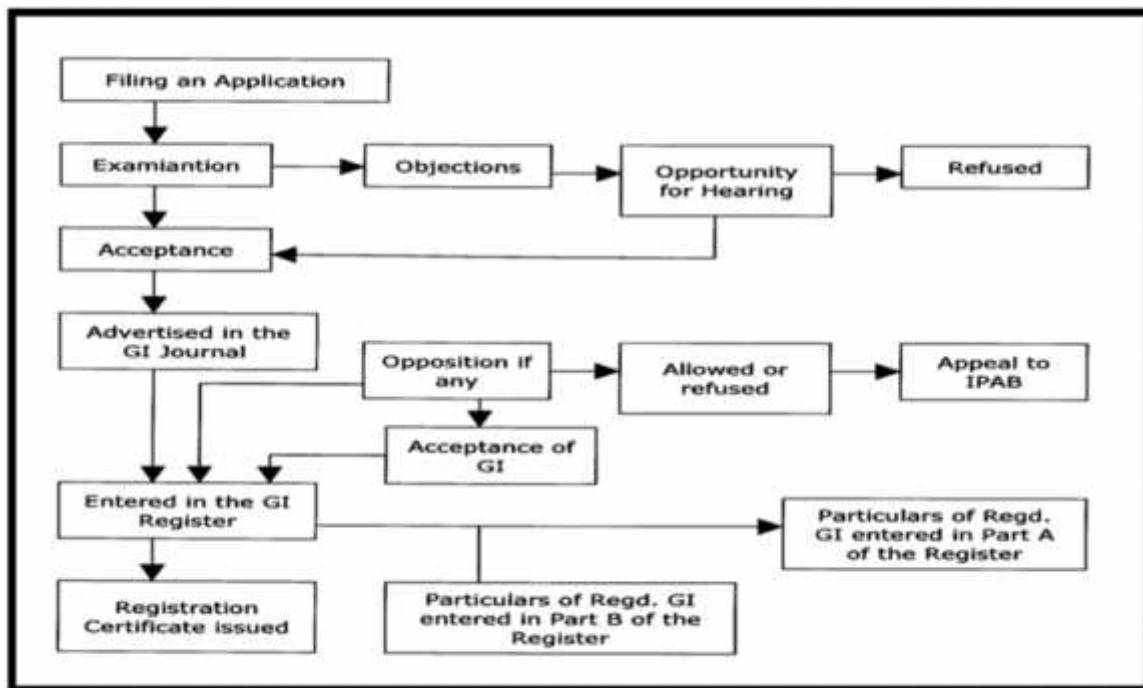 Filing an Application
Examiantion
Objections
Opportunity
for Hearing
Refused
Acceptance
Advertised in the
GI Journal
Opposition if
any
Allowed or
refused
Appeal to
IPAB
Acceptance of
GI
Entered in the GI
Register
Particulars of Regd.
GI entered in Part A
of the Register
Registration
Certificate issued
Particulars of Regd. GI
entered in Part B of the
Register